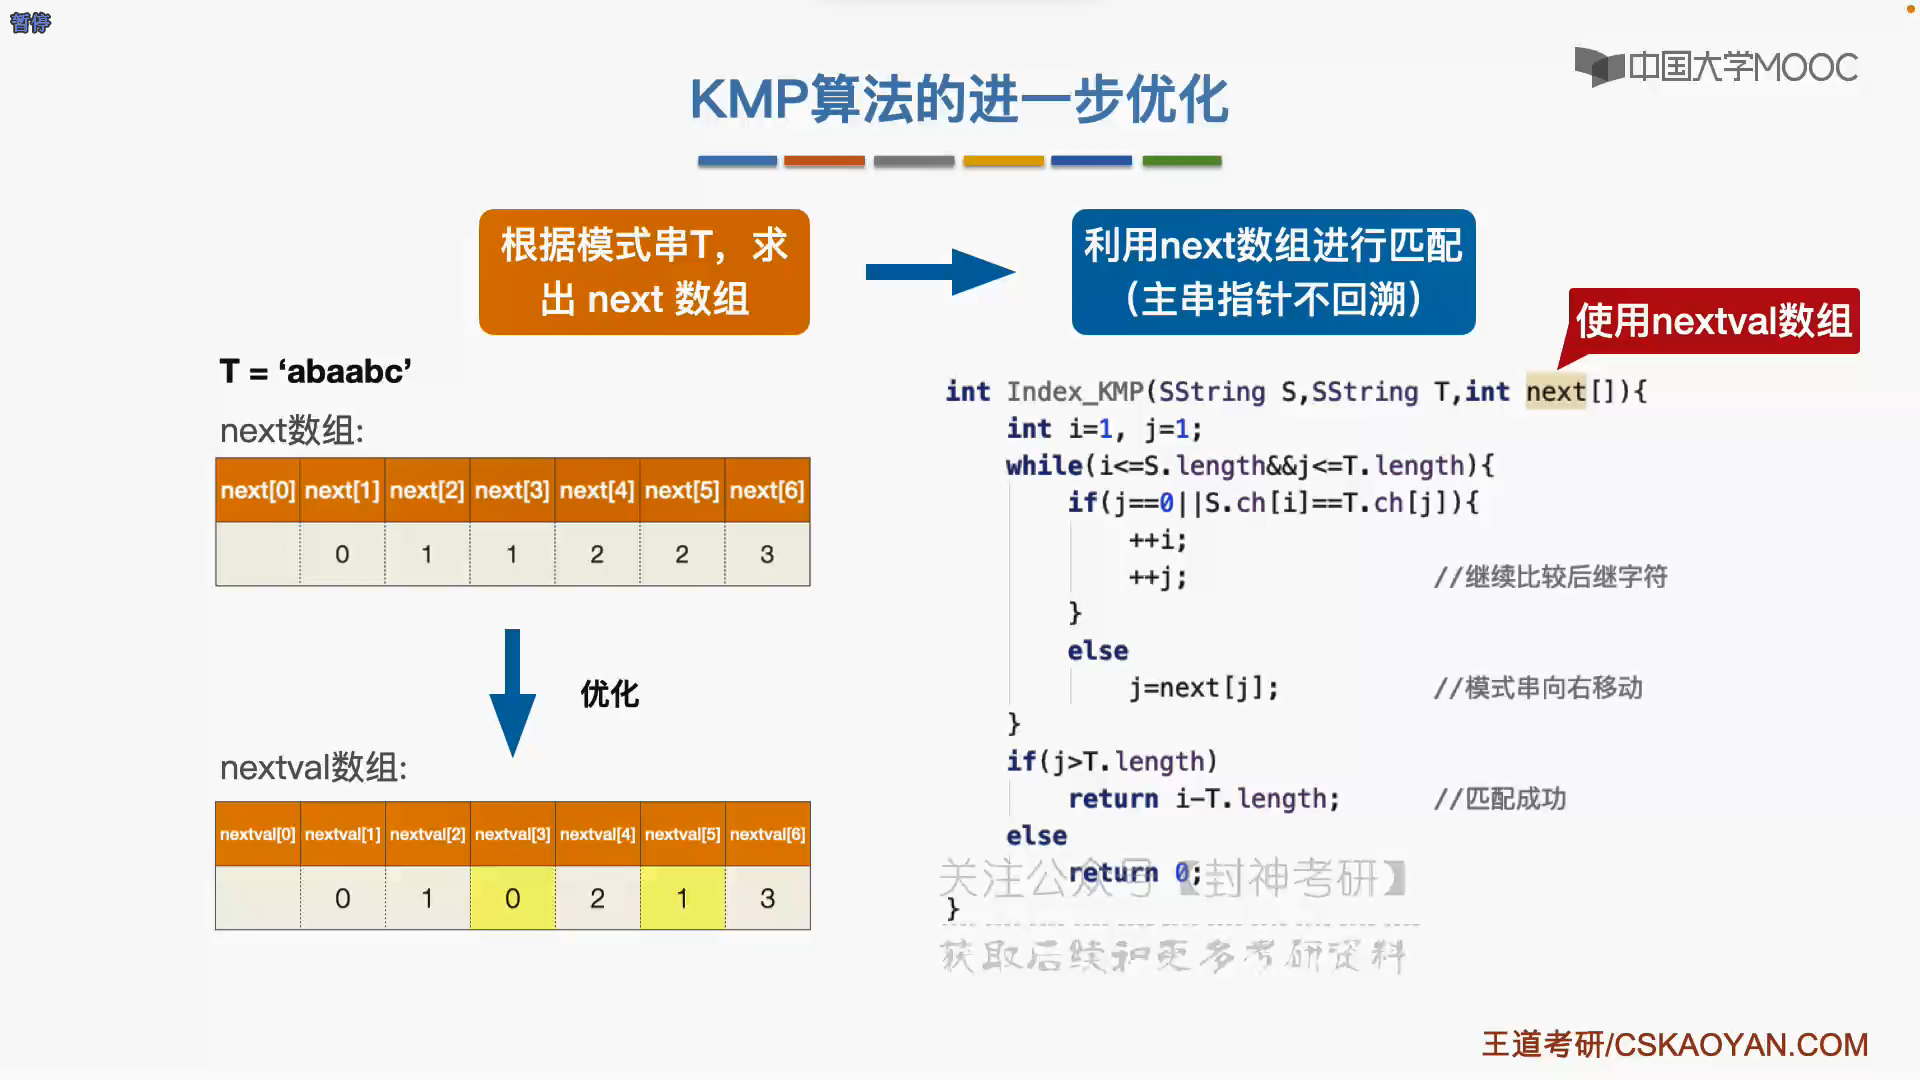 暂停
中国大学MOOC
KMP算法的进一步优化
根据模式串T，求
出 next 数组
利用next数组进行匹配
（主串指针不回溯）
使用nextval数组
T = ‘abaabc’
next数组:
next[0] next[1] next[2] next[3] next[4] next[5] next[6]
0 1 1 2 2 3
优化
nextval数组:
nextval[0] nextval[1] nextval[2] nextval[3] nextval[4] nextval[5] nextval[6]
0 1 0 2 1 3
int Index_KMP(SString S,SString T,int next[]){
int i=1, j=1;
while(i<=S.length&&j<=T.length){
if(j==0||S.ch[i]==T.ch[j]){
++i;
++j; //继续比较后继字符
}
else
j=next[j]; //模式串向右移动
}
if(j>T.length)
return i-T.length; //匹配成功
else
return 0;
}
关注公众号【封神考研】
获取后续和更多考研资料
王道考研/CSKAOYAN.COM